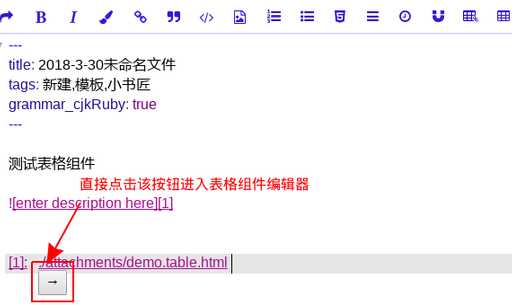 ---
title: 2018-3-30未命名文件
tags: 新建,模板,小书匠
grammar_cjkRuby: true
---
测试表格组件
直接点击该按钮进入表格组件编辑器
![enter description here][1]
[1]: ./attachments/demo.table.html
→